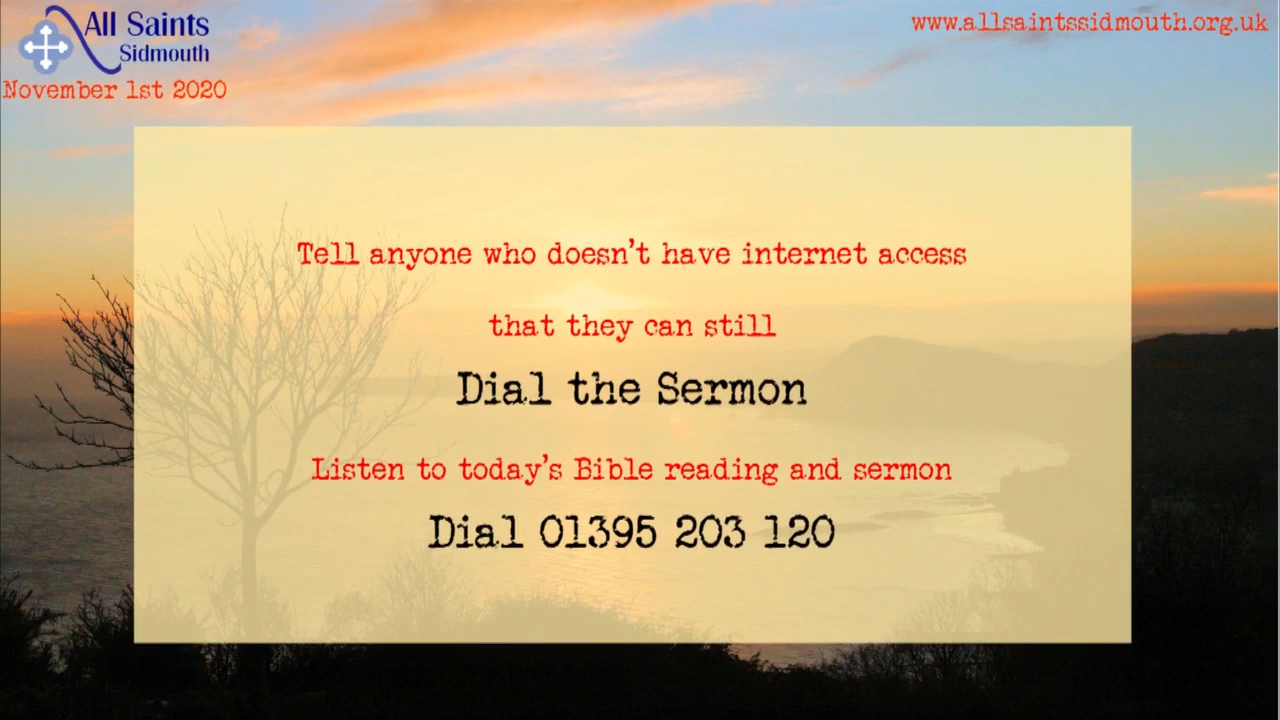 All Saints
Sidmouth
November 1st 2020
www.allsaintssidmouth.org.uk
Tell anyone who doesn't have internet access
that they can still
Dial the Sermon
Listen to today's Bible reading and sermon
Dial 01395 203 120